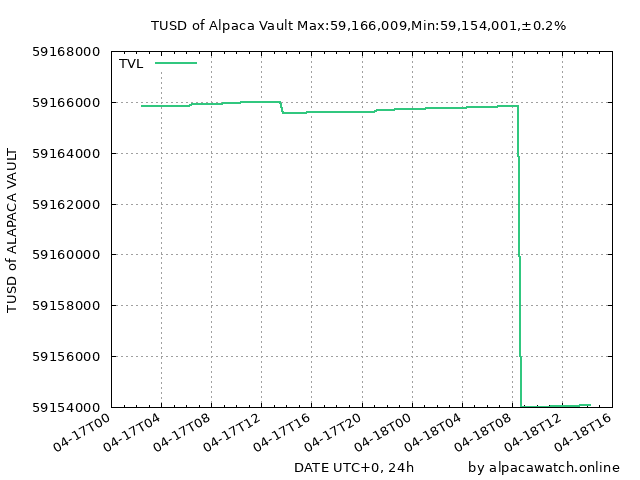 TUSD of Alpaca Vault Max:59,166,009,Min:59,154,001,±0.2%
TVL
59168000
59166000
59164000
59162000
59160000
59158000
59156000
59154000
TUSD of ALAPACA VAULT
04-17T00
04-17T04
04-17T08
04-17T12
04-17T16
04-17T20
04-18T00
04-18T04
04-18T08
04-18T12
04-18T16
DATE UTC+0, 24h
by alpacawatch.online